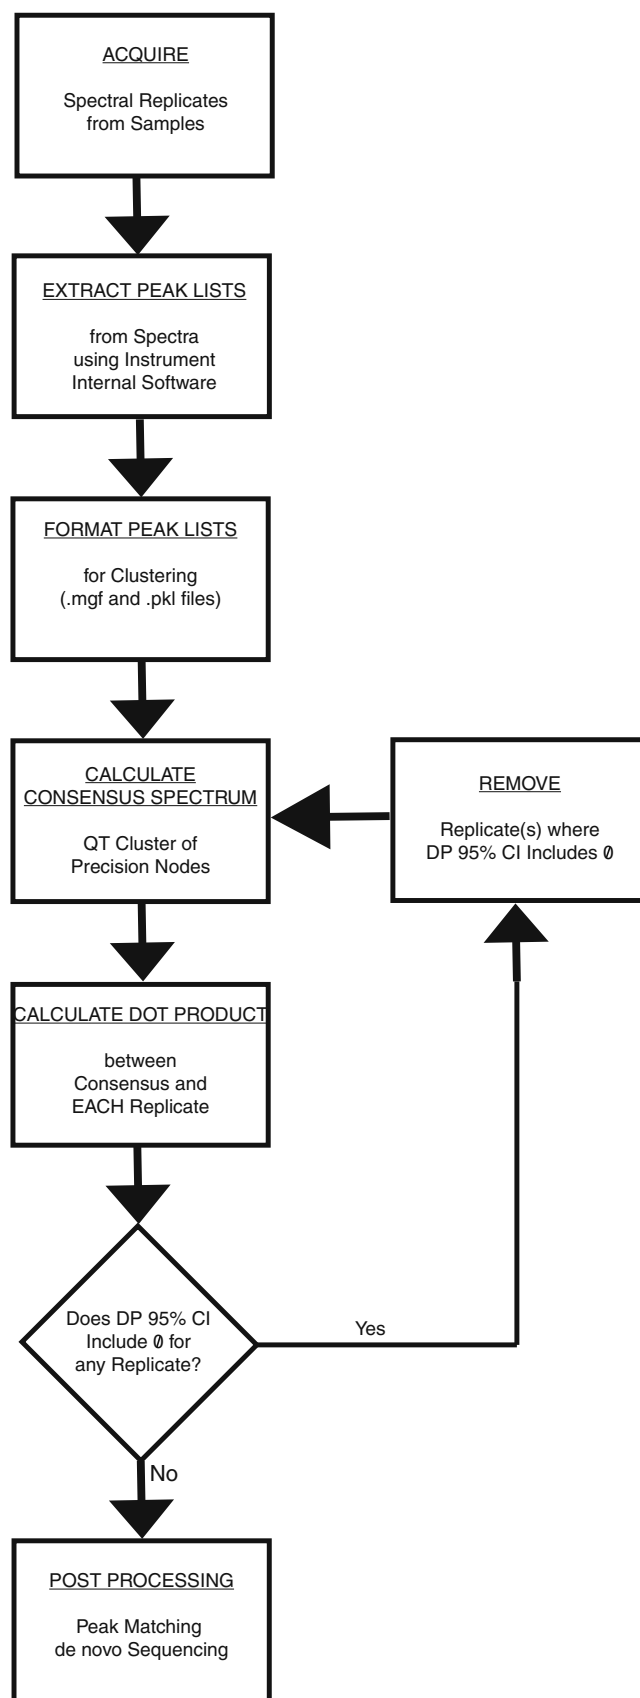 ACQUIRE
Spectral Replicates
from Samples
EXTRACT PEAK LISTS
from Spectra
using Instrument
Internal Software
FORMAT PEAK LISTS
for Clustering
(.mgf and .pkl files)
CALCULATE
CONSENSUS SPECTRUM
QT Cluster of
Precision Nodes
REMOVE
Replicate(s) where
DP 95% CI Includes 0̸
CALCULATE DOT PRODUCT
between
Consensus and
EACH Replicate
Does DP 95% CI
Include 0̸ for
any Replicate?
Yes
No
POST PROCESSING
Peak Matching
de novo Sequencing